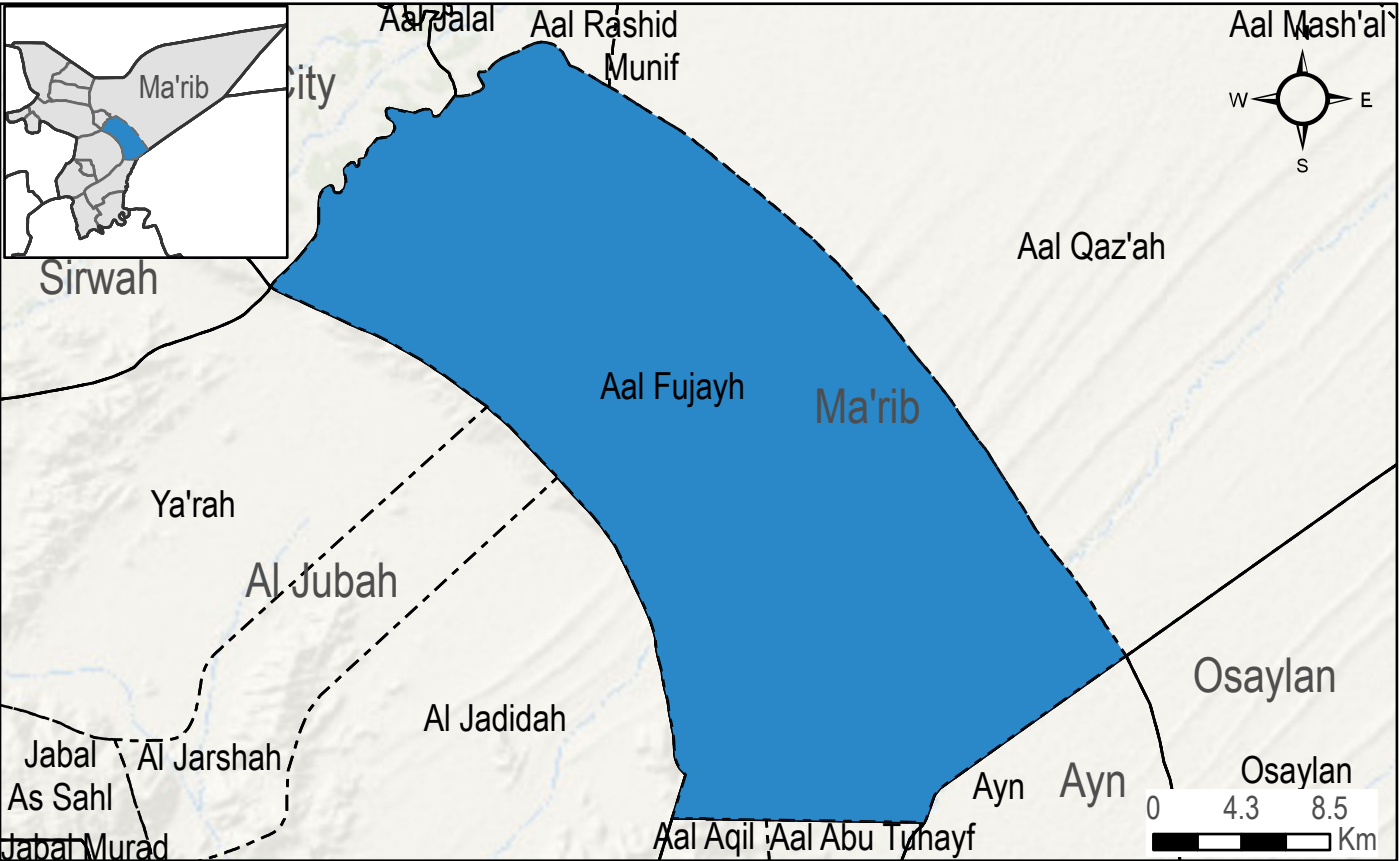 Aal Jalal
Aal Rashid
Aal Mash'al
N
Munif
Ma'rib
City
W
E
S
Aal Qaz'ah
Sirwah
Aal Fujayh
Ma'rib
Ya'rah
Al Jubah
Osaylan
Al Jadidah
Jabal
As Sahl
Al Jarshah
Ayn
Ayn
Osaylan
0 4.3 8.5
Km
Aal Aqil
Aal Abu Tuhayf
Jabal Murad